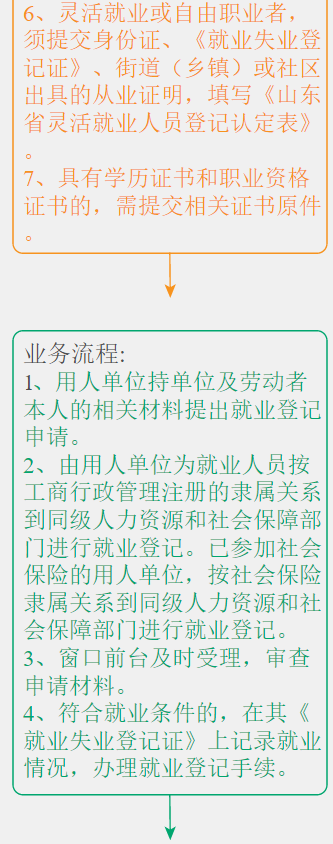 6、灵活就业或自由职业者，
须提交身份证、《就业失业登
记证》、街道（乡镇）或社区
出具的从业证明，填写《山东
省灵活就业人员登记认定表》
。
7、具有学历证书和职业资格
证书的，需提交相关证书原件
。
业务流程:
1、用人单位持单位及劳动者
本人的相关材料提出就业登记
申请。
2、由用人单位为就业人员按
工商行政管理注册的隶属关系
到同级人力资源和社会保障部
门进行就业登记。已参加社会
保险的用人单位，按社会保险
隶属关系到同级人力资源和社
会保障部门进行就业登记。
3、窗口前台及时受理，审查
申请材料。
4、符合就业条件的，在其《
就业失业登记证》上记录就业
情况，办理就业登记手续。